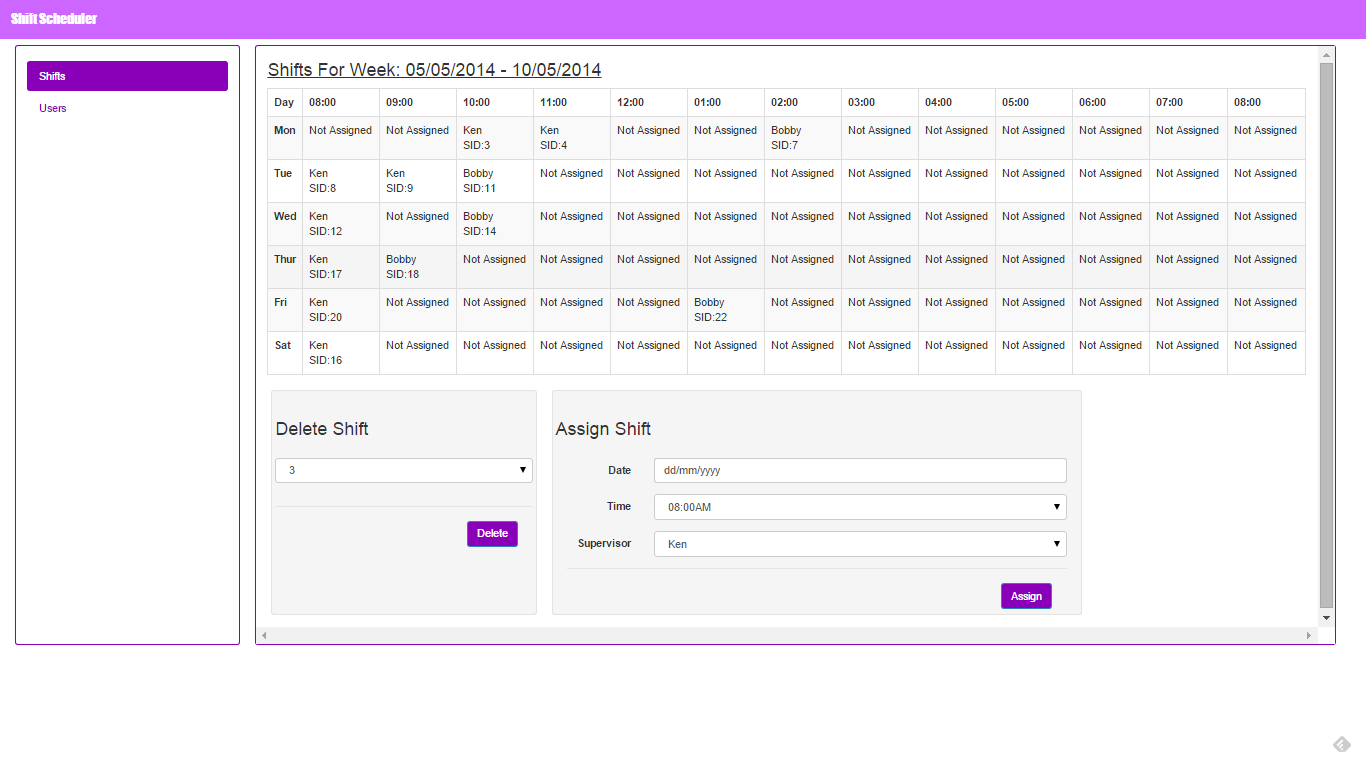 Shift Scheduler
Shifts
Users
Shifts For Week: 05/05/2014 - 10/05/2014
Day 08:00 09:00 10:00 11:00 12:00 01:00 02:00 03:00 04:00 05:00 06:00 07:00 08:00
Mon Not Assigned Not Assigned Ken Ken Not Assigned Not Assigned Bobby Not Assigned Not Assigned Not Assigned Not Assigned Not Assigned Not Assigned
SID:3 SID:4 SID:7
Tue Ken Ken Bobby Not Assigned Not Assigned Not Assigned Not Assigned Not Assigned Not Assigned Not Assigned Not Assigned Not Assigned Not Assigned
SID:8 SID:9 SID:11
Wed Ken Not Assigned Bobby Not Assigned Not Assigned Not Assigned Not Assigned Not Assigned Not Assigned Not Assigned Not Assigned Not Assigned Not Assigned
SID:12 SID:14
Thur Ken Bobby Not Assigned Not Assigned Not Assigned Not Assigned Not Assigned Not Assigned Not Assigned Not Assigned Not Assigned Not Assigned Not Assigned
SID:17 SID:18
Fri Ken Not Assigned Not Assigned Not Assigned Not Assigned Bobby Not Assigned Not Assigned Not Assigned Not Assigned Not Assigned Not Assigned Not Assigned
SID:20 SID:22
Sat Ken Not Assigned Not Assigned Not Assigned Not Assigned Not Assigned Not Assigned Not Assigned Not Assigned Not Assigned Not Assigned Not Assigned Not Assigned
SID:16
Delete Shift
3
Delete
Assign Shift
Date dd/mm/yyyy
Time 08:00AM
Supervisor Ken
Assign